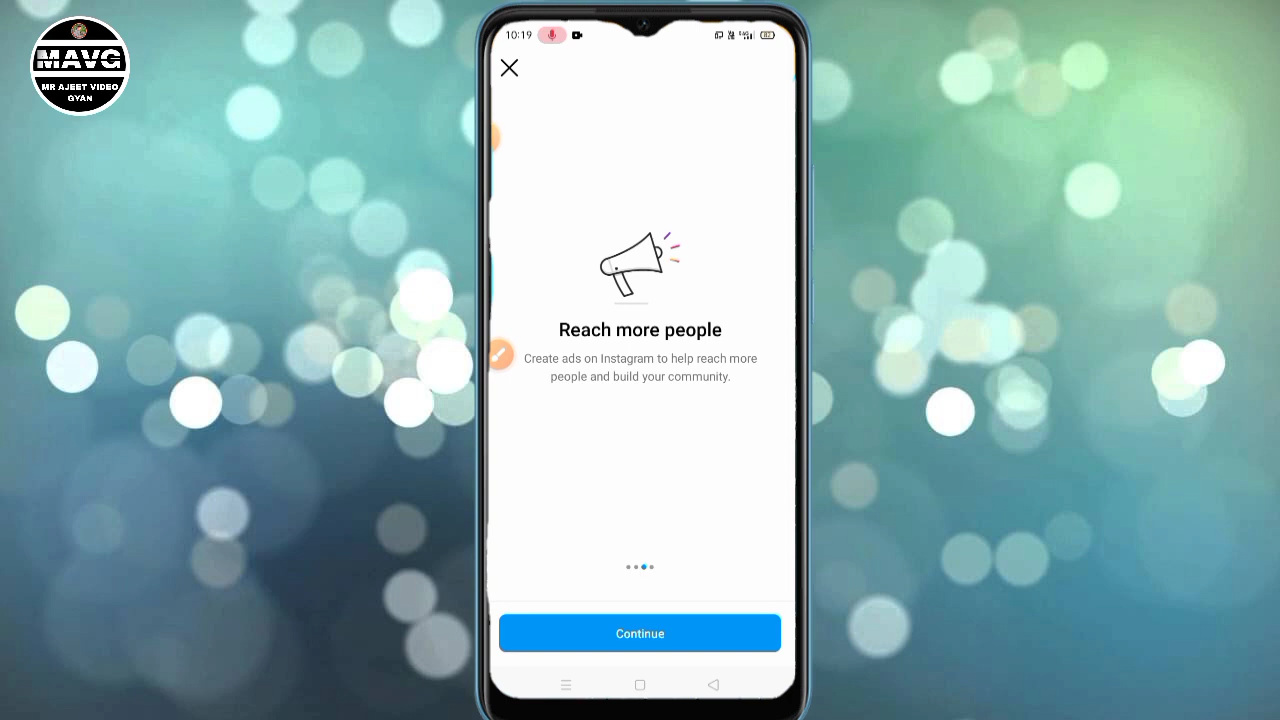 MAVG
MR AJEET VIDEO
GYAN
10:19
Reach more people
Create ads on Instagram to help reach more
people and build your community.
Continue